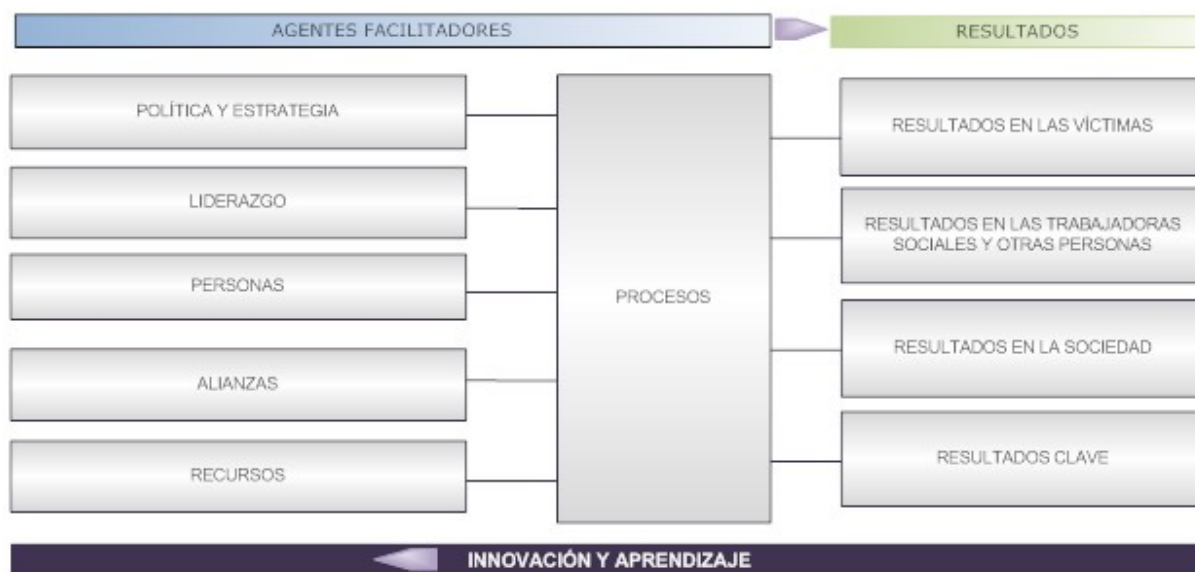 AGENTES FACILITADORES
RESULTADOS
POLÍTICA Y ESTRATEGIA
LIDERAZGO
PERSONAS
ALIANZAS
RECURSOS
PROCESOS
RESULTADOS EN LAS VÍCTIMAS
RESULTADOS EN LAS TRABAJADORAS
SOCIALES Y OTRAS PERSONAS
RESULTADOS EN LA SOCIEDAD
RESULTADOS CLAVE
INNOVACIÓN Y APRENDIZAJE